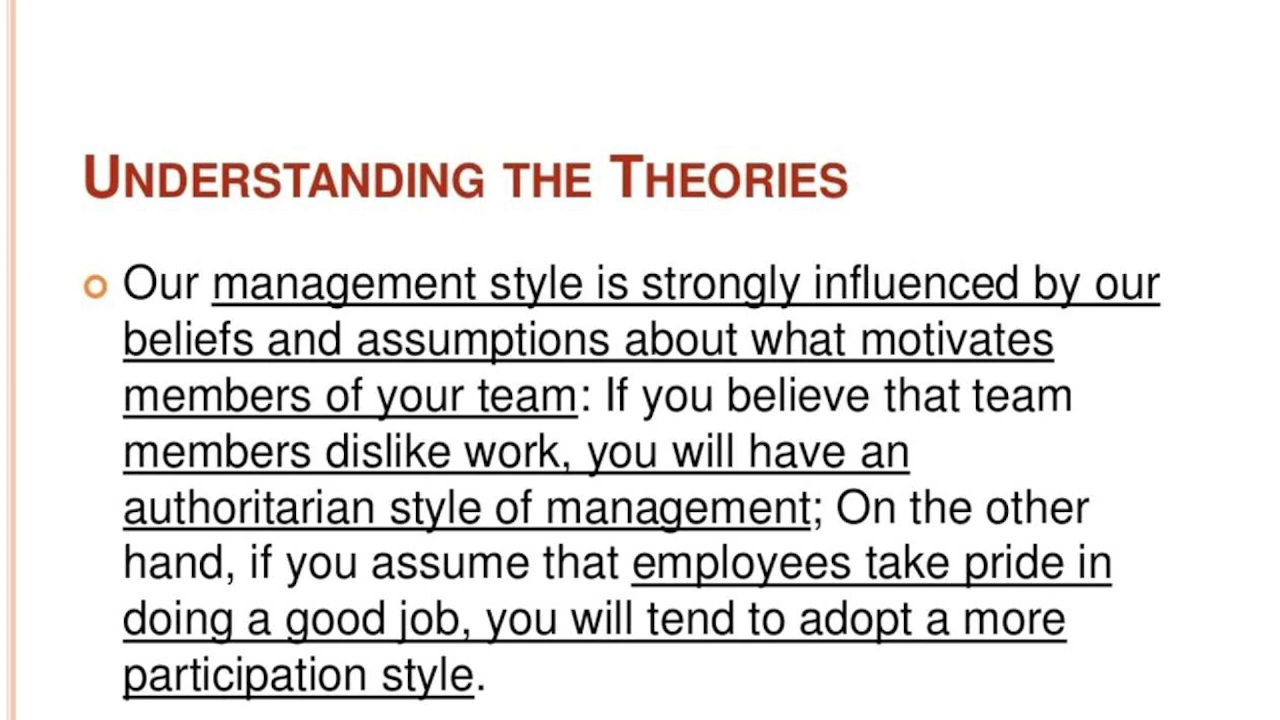 UNDERSTANDING THE THEORIES
Our management style is strongly influenced by our
beliefs and assumptions about what motivates
members of your team: If you believe that team
members dislike work, you will have an
authoritarian style of management; On the other
hand, if you assume that employees take pride in
doing a good job, you will tend to adopt a more
participation style.